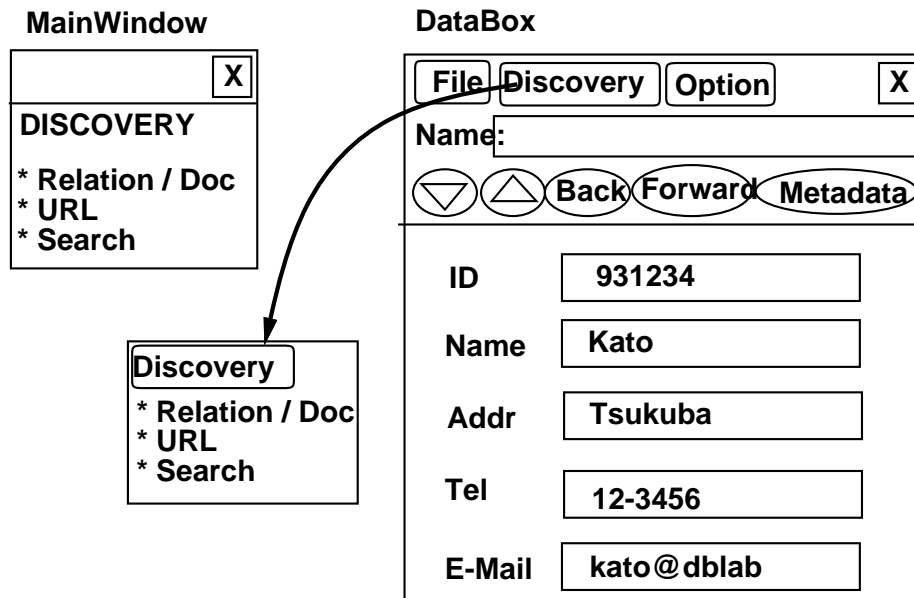 MainWindow
X
DISCOVERY
* Relation / Doc
* URL
* Search
DataBox
File Discovery Option X
Name:
Back Forward Metadata
ID 931234
Name Kato
Addr Tsukuba
Tel 12-3456
E-Mail kato@dblab
Discovery
* Relation / Doc
* URL
* Search